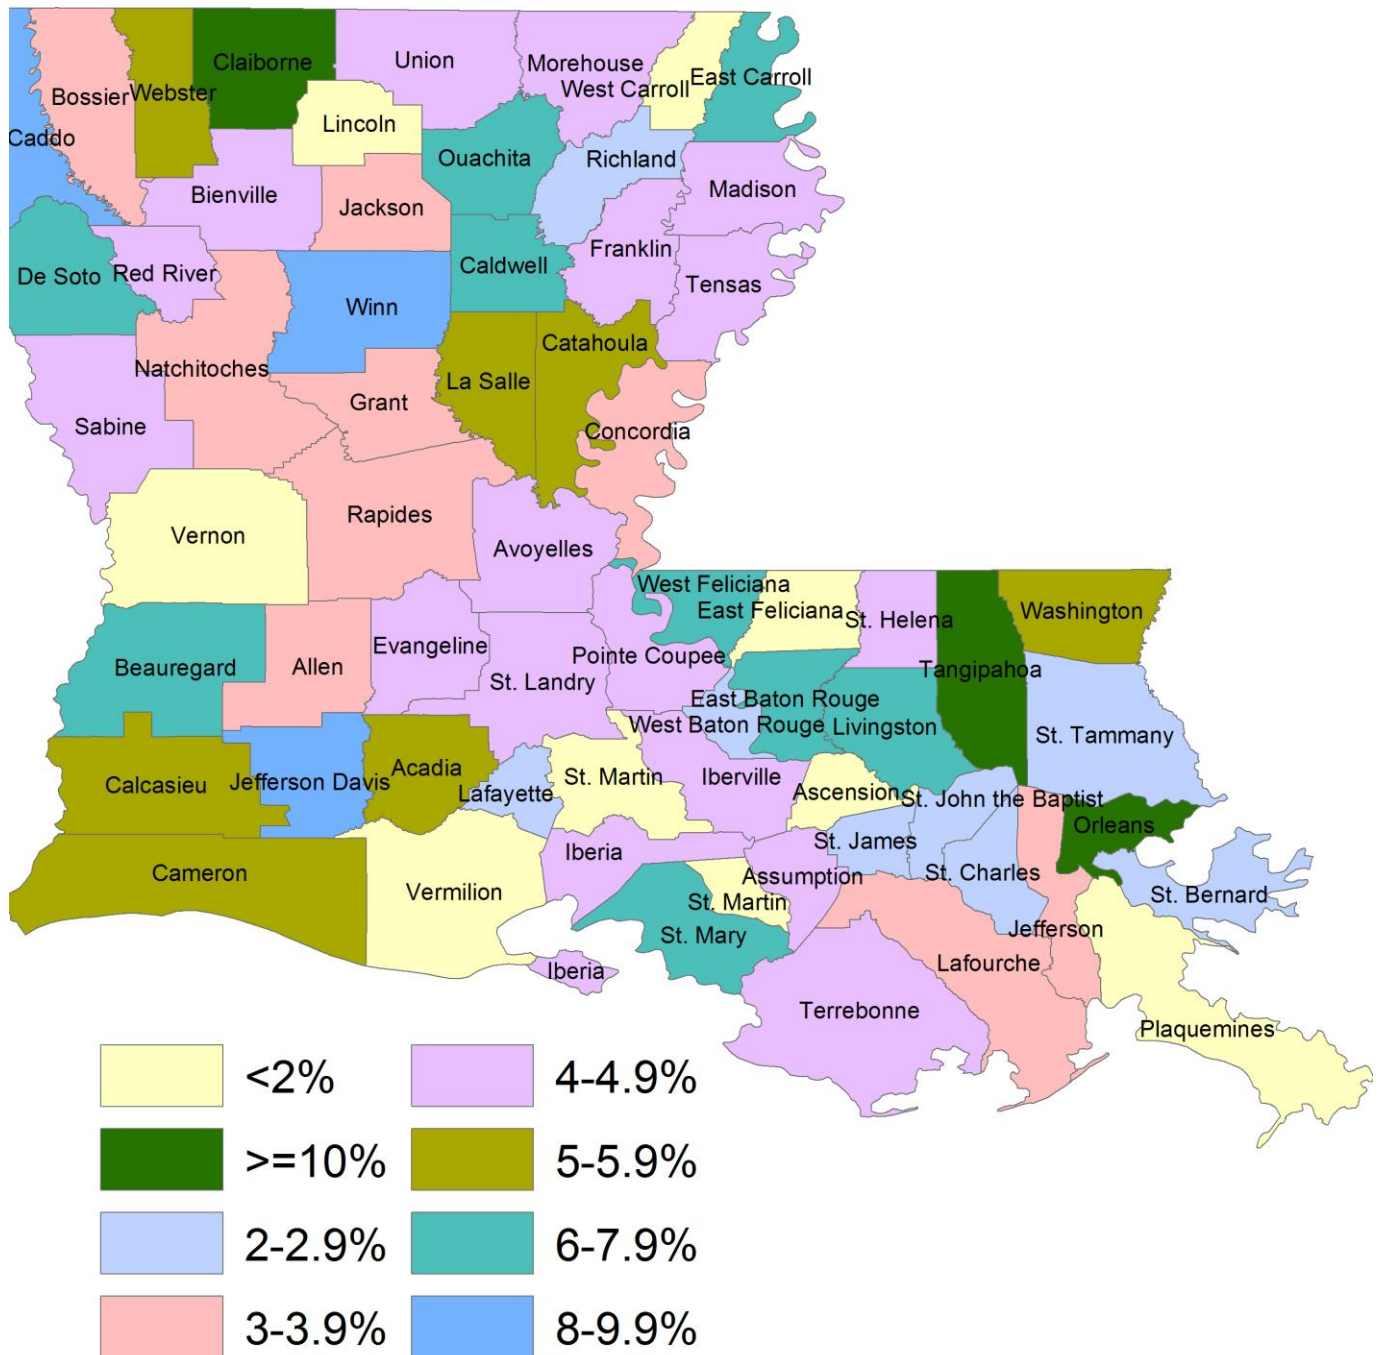 Claiborne
Union
Morehouse
West Carroll
East Carroll
Bossier
Webster
Caddo
Lincoln
Ouachita
Richland
Bienville
Madison
Jackson
Franklin
De Soto
Red River
Caldwell
Tensas
Winn
Catahoula
Natchitoches
La Salle
Grant
Sabine
Concordia
Rapides
Vernon
Avoyelles
West Feliciana
East Feliciana
St. Helena
Washington
Evangeline
Pointe Coupee
Beauregard
Allen
Tangipahoa
St. Landry
East Baton Rouge
West Baton Rouge
Livingston
St. Tammany
Acadia
Calcasieu
Jefferson Davis
St. Martin
Iberville
Lafayette
Ascension
St. John the Baptist
Orleans
St. James
Iberia
Cameron
Vermilion
Assumption
St. Charles
St. Bernard
St. Martin
St. Mary
Jefferson
Iberia
Lafourche
Terrebonne
Plaquemines
<2%
4-4.9%
>=10%
5-5.9%
2-2.9%
6-7.9%
3-3.9%
8-9.9%